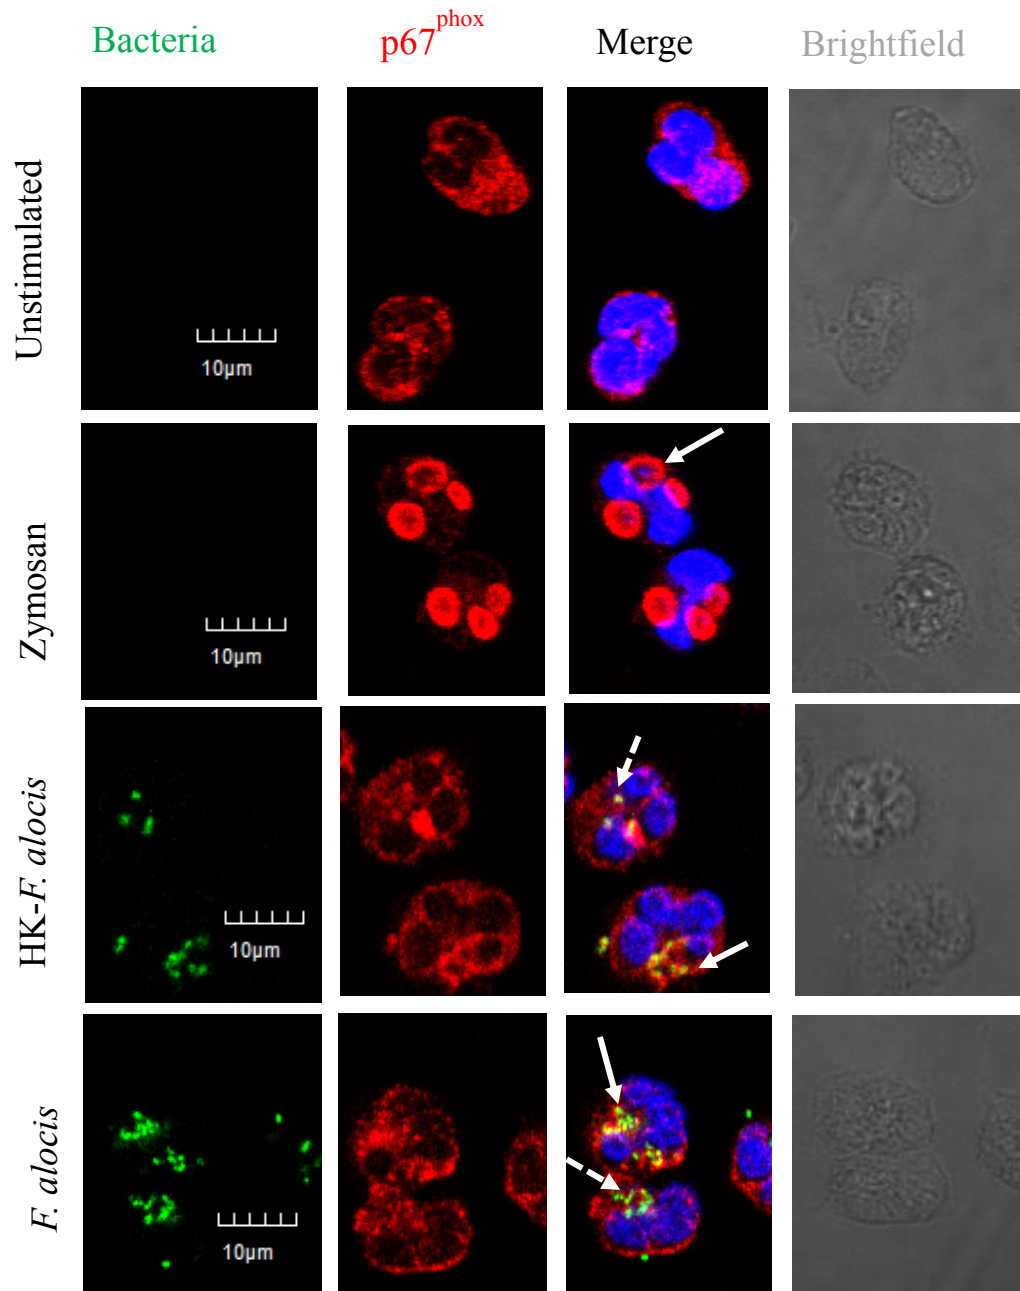 Bacteria p67phox Merge Brightfield
Unstimulated
10µm
Zymosan
10µm
HK-F. alocis
10µm
F. alocis
10µm